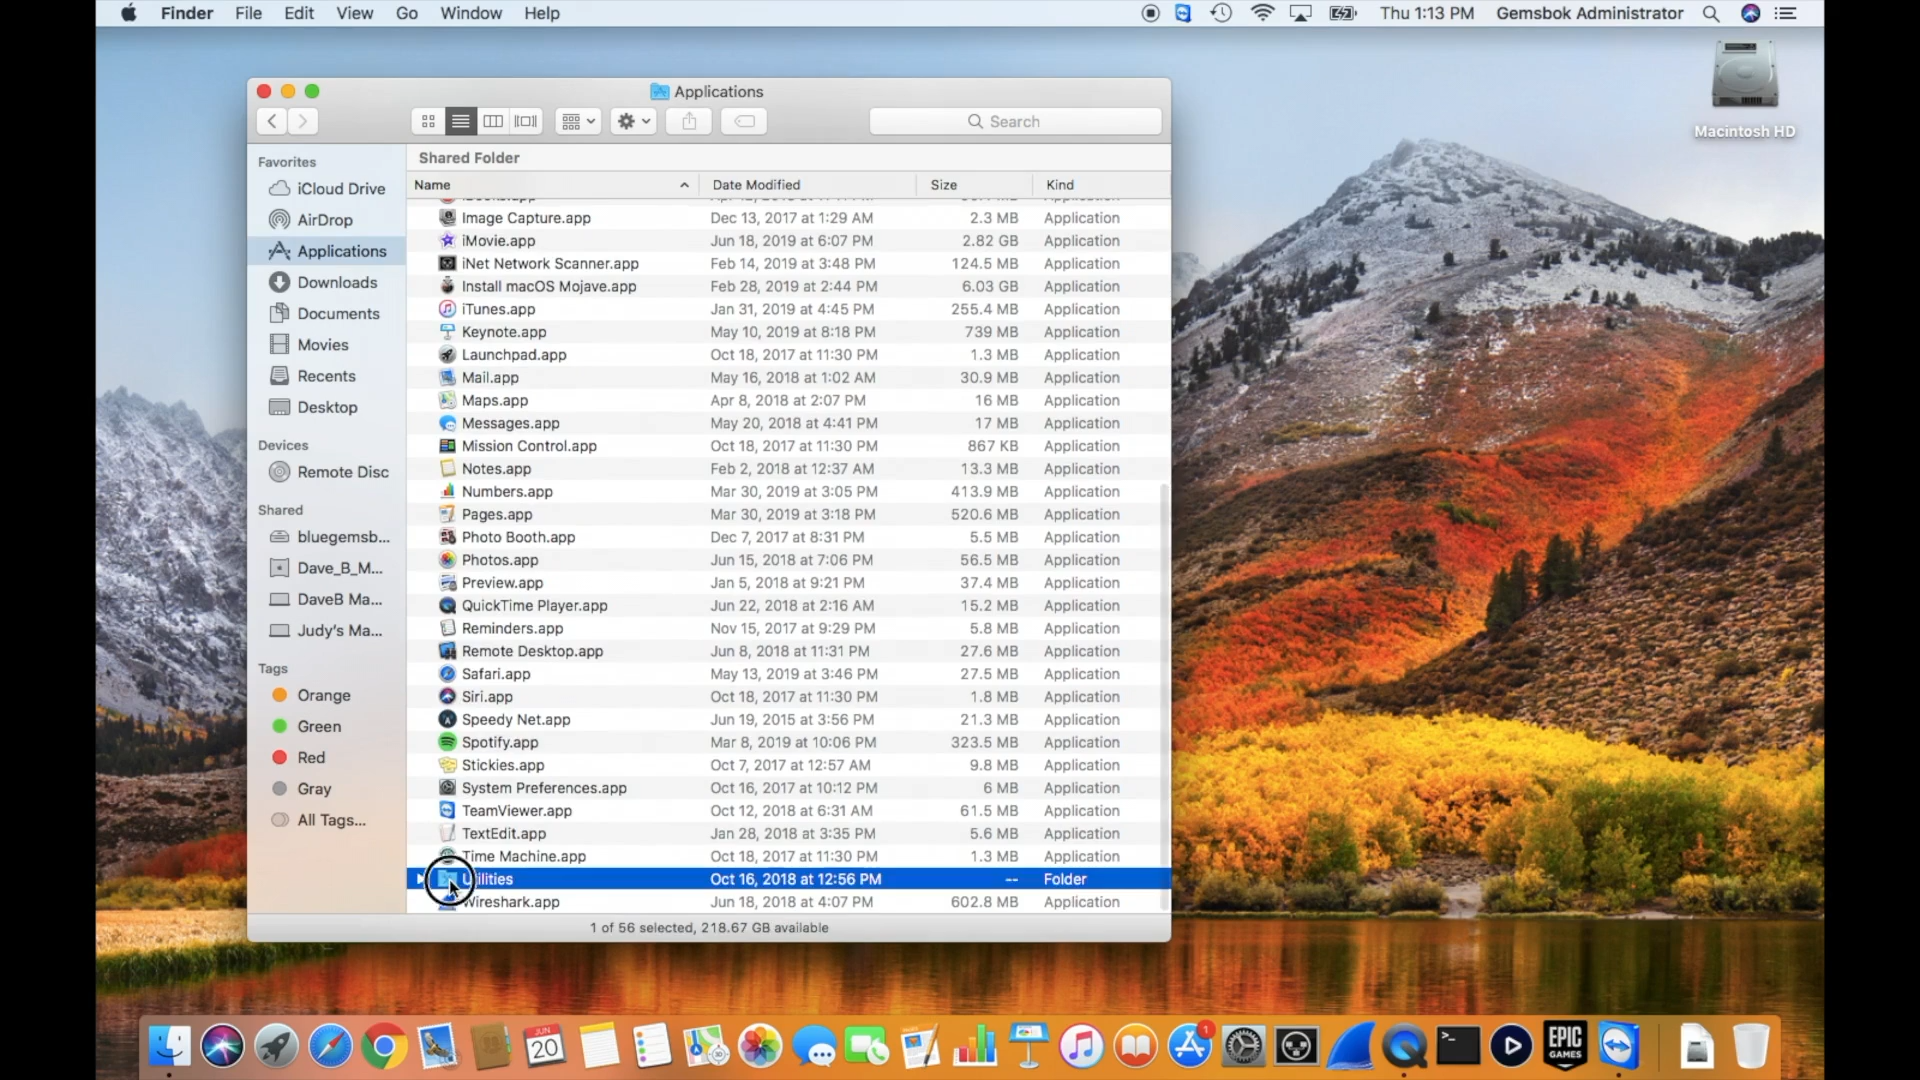 Finder File Edit View Go Window Help Thu 1:13 PM Gemsbok Administrator
Macintosh HD
Applications
Search
Favorites
iCloud Drive
AirDrop
Applications
Downloads
Documents
Movies
Recents
Desktop
Devices
Remote Disc
Shared
bluegemsb...
Dave_B_M...
DaveB Ma...
Judy's Ma...
Tags
Orange
Green
Red
Gray
All Tags...
Shared Folder
Name Date Modified Size Kind
Image Capture.app Dec 13, 2017 at 1:29 AM 2.3 MB Application
iMovie.app Jun 18, 2019 at 6:07 PM 2.82 GB Application
iNet Network Scanner.app Feb 14, 2019 at 3:48 PM 124.5 MB Application
Install macOS Mojave.app Feb 28, 2019 at 2:44 PM 6.03 GB Application
iTunes.app Jan 31, 2019 at 4:45 PM 255.4 MB Application
Keynote.app May 10, 2019 at 8:18 PM 739 MB Application
Launchpad.app Oct 18, 2017 at 11:30 PM 1.3 MB Application
Mail.app May 16, 2018 at 1:02 AM 30.9 MB Application
Maps.app Apr 8, 2018 at 2:07 PM 16 MB Application
Messages.app May 20, 2018 at 4:41 PM 17 MB Application
Mission Control.app Oct 18, 2017 at 11:30 PM 867 KB Application
Notes.app Feb 2, 2018 at 12:37 AM 13.3 MB Application
Numbers.app Mar 30, 2019 at 3:05 PM 413.9 MB Application
Pages.app Mar 30, 2019 at 3:18 PM 520.6 MB Application
Photo Booth.app Dec 7, 2017 at 8:31 PM 5.5 MB Application
Photos.app Jun 15, 2018 at 7:06 PM 56.5 MB Application
Preview.app Jan 5, 2018 at 9:21 PM 37.4 MB Application
QuickTime Player.app Jun 22, 2018 at 2:16 AM 15.2 MB Application
Reminders.app Nov 15, 2017 at 9:29 PM 5.8 MB Application
Remote Desktop.app Jun 8, 2018 at 11:31 PM 27.6 MB Application
Safari.app May 13, 2019 at 3:46 PM 27.5 MB Application
Siri.app Oct 18, 2017 at 11:30 PM 1.8 MB Application
Speedy Net.app Jun 19, 2015 at 3:56 PM 21.3 MB Application
Spotify.app Mar 8, 2019 at 10:06 PM 323.5 MB Application
Stickies.app Oct 7, 2017 at 12:57 AM 9.8 MB Application
System Preferences.app Oct 16, 2017 at 10:12 PM 6 MB Application
TeamViewer.app Oct 12, 2018 at 6:31 AM 61.5 MB Application
TextEdit.app Jan 28, 2018 at 3:35 PM 5.6 MB Application
Time Machine.app Oct 18, 2017 at 11:30 PM 1.3 MB Application
Utilities Oct 16, 2018 at 12:56 PM -- Folder
Wireshark.app Jun 18, 2018 at 4:07 PM 602.8 MB Application
1 of 56 selected, 218.67 GB available
JUN
20
1
EPIC
GAMES